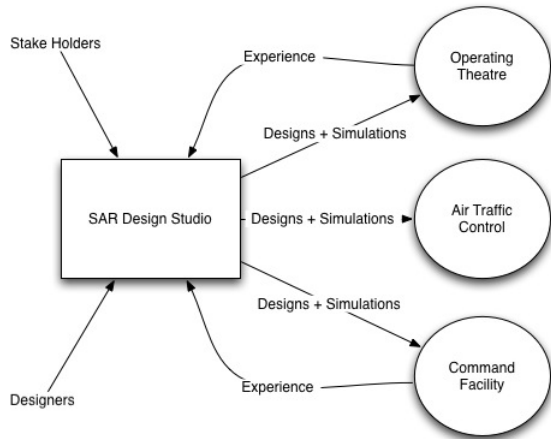 Stake Holders
Experience
Operating
Theatre
Designs + Simulations
SAR Design Studio
Designs + Simulations
Air Traffic
Control
Designs + Simulations
Designers
Experience
Command
Facility